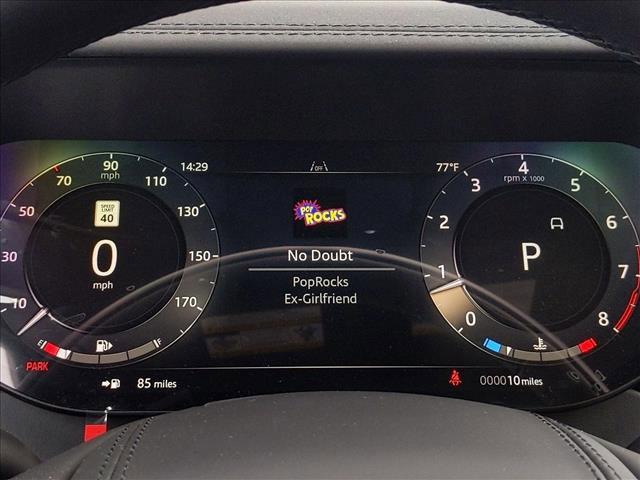 14:29
OFF
77°F
10 30 50 70 90 110 130 150 170
mph
SPEED LIMIT
40
0
mph
E F
PARK
85 miles
POP ROCKS
No Doubt
PopRocks
Ex-Girlfriend
0 1 2 3 4 5 6 7 8
rpm x 1000
P
000010 miles